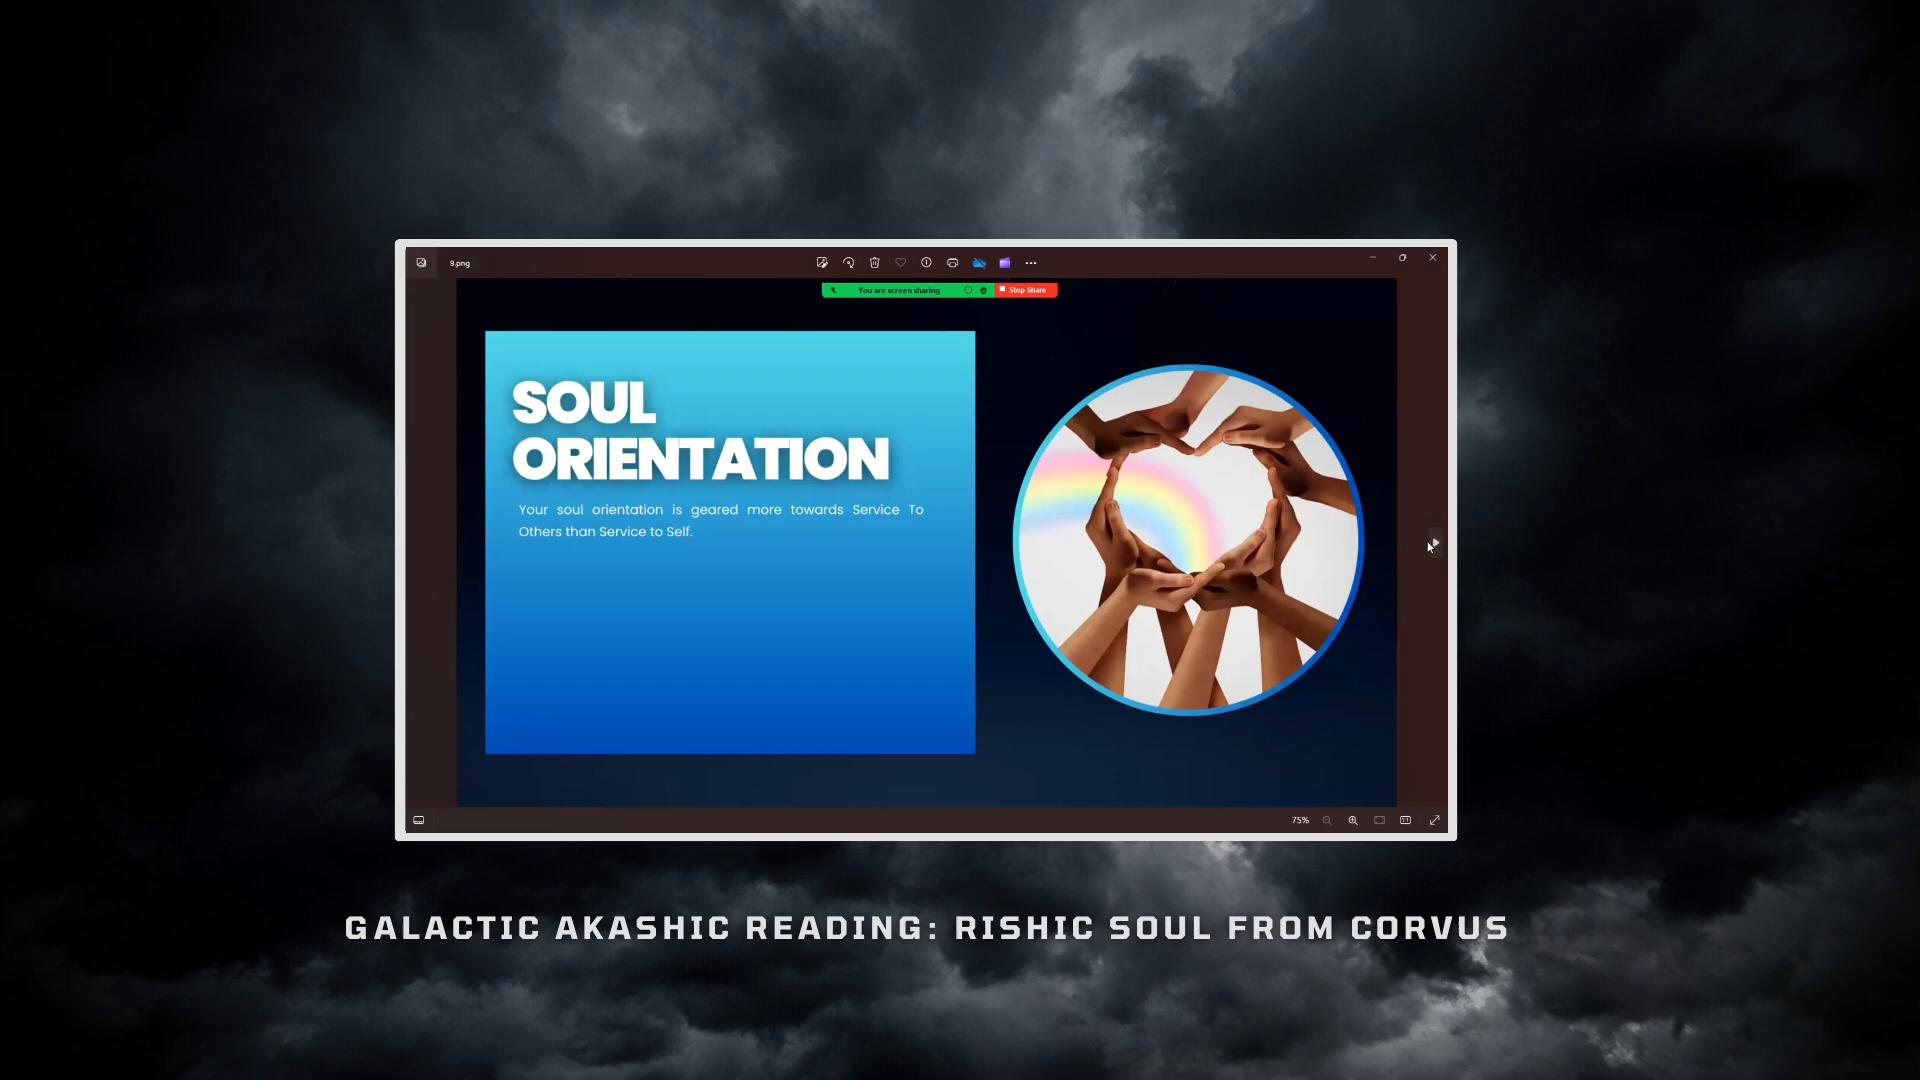 9.png
You are screen sharing
Stop Share
SOUL
ORIENTATION
Your soul orientation is geared more towards Service To
Others than Service to Self.
75%
GALACTIC AKASHIC READING: RISHIC SOUL FROM CORVUS